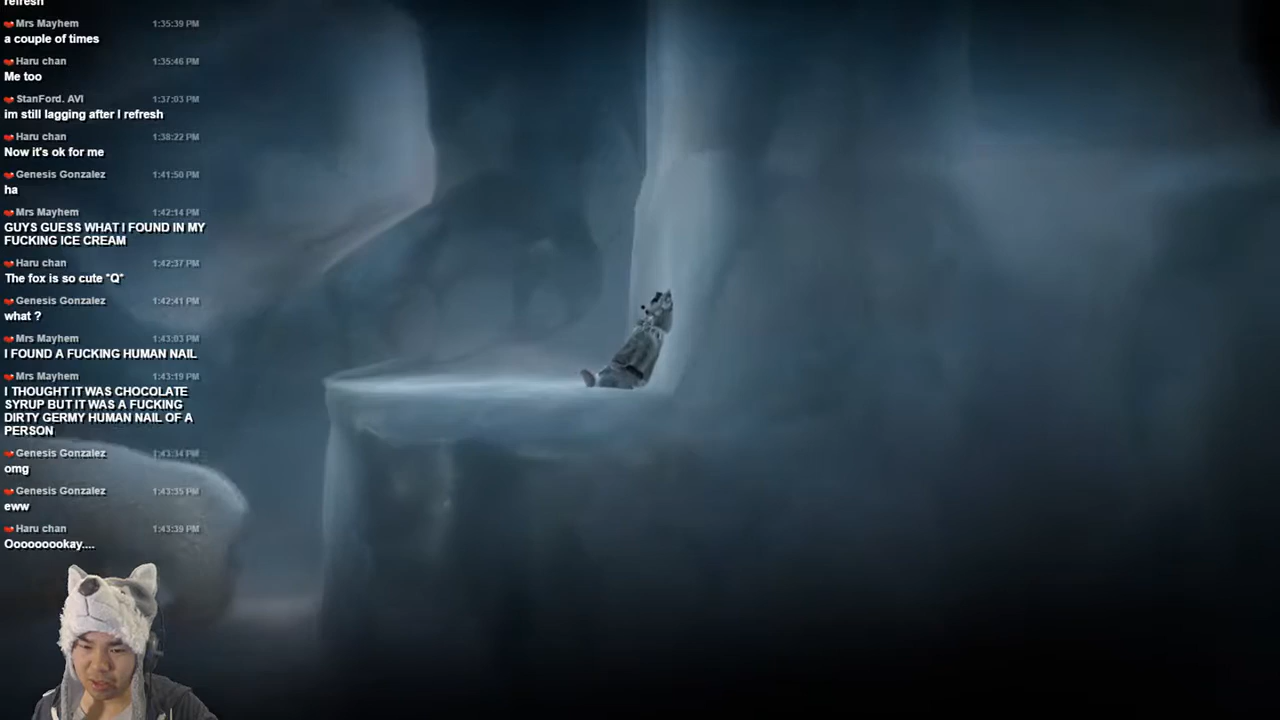 refresh
Mrs Mayhem 1:35:39 PM
a couple of times
Haru chan 1:35:46 PM
Me too
StanFord. AVI 1:37:03 PM
im still lagging after I refresh
Haru chan 1:38:22 PM
Now it's ok for me
Genesis Gonzalez 1:41:50 PM
ha
Mrs Mayhem 1:42:14 PM
GUYS GUESS WHAT I FOUND IN MY
FUCKING ICE CREAM
Haru chan 1:42:37 PM
The fox is so cute *Q*
Genesis Gonzalez 1:42:41 PM
what ?
Mrs Mayhem 1:43:03 PM
I FOUND A FUCKING HUMAN NAIL
Mrs Mayhem 1:43:19 PM
I THOUGHT IT WAS CHOCOLATE
SYRUP BUT IT WAS A FUCKING
DIRTY GERMY HUMAN NAIL OF A
PERSON
Genesis Gonzalez 1:43:34 PM
omg
Genesis Gonzalez 1:43:35 PM
eww
Haru chan 1:43:39 PM
Ooooooookay....